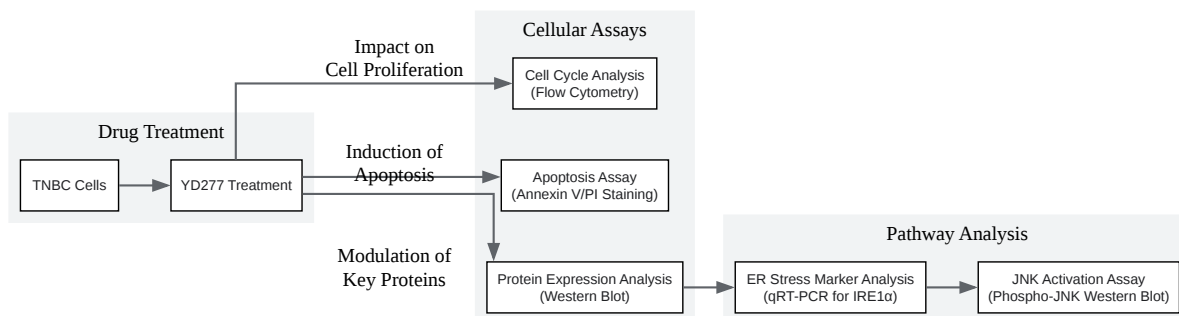 Cellular Assays
Impact on
Cell Proliferation
Cell Cycle Analysis
(Flow Cytometry)
Drug Treatment
TNBC Cells
YD277 Treatment
Induction of
Apoptosis
Apoptosis Assay
(Annexin V/PI Staining)
Modulation of
Key Proteins
Protein Expression Analysis
(Western Blot)
Pathway Analysis
ER Stress Marker Analysis
(qRT-PCR for IRE1α)
JNK Activation Assay
(Phospho-JNK Western Blot)